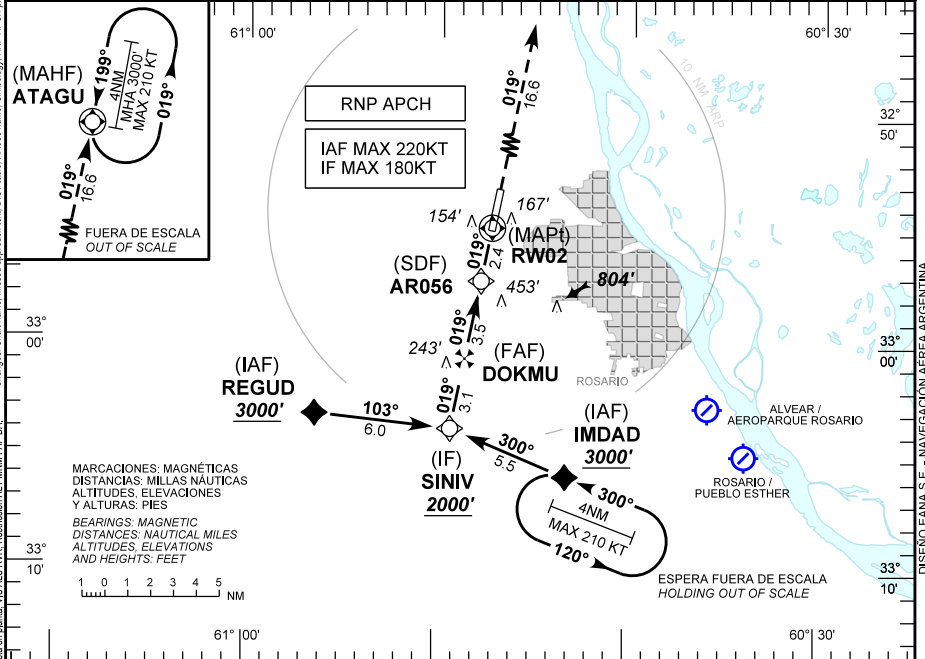 61° 00'
60° 30'
(MAHF)
ATAGU
199°
4NM
MHA 3000'
MAX 210 KT
019°
019°
16.6
FUERA DE ESCALA
OUT OF SCALE
RNP APCH
IAF MAX 220KT
IF MAX 180KT
019°
16.6
10 NM ARP
32°
50'
154'
167'
(MAPt)
RW02
019°
2.4
(SDF)
AR056
453'
804'
019°
3.5
243'
(FAF)
DOKMU
33°
00'
33°
00'
ROSARIO
(IAF)
REGUD
3000'
103°
6.0
019°
3.1
(IF)
SINIV
2000'
300°
5.5
(IAF)
IMDAD
3000'
300°
4NM
MAX 210 KT
120°
ALVEAR /
AEROPARQUE ROSARIO
ROSARIO /
PUEBLO ESTHER
MARCACIONES: MAGNÉTICAS
DISTANCIAS: MILLAS NÁUTICAS
ALTITUDES, ELEVACIONES
Y ALTURAS: PIES
BEARINGS: MAGNETIC
DISTANCES: NAUTICAL MILES
ALTITUDES, ELEVATIONS
AND HEIGHTS: FEET
1 0 1 2 3 4 5 NM
ESPERA FUERA DE ESCALA
HOLDING OUT OF SCALE
33°
10'
33°
10'
61° 00'
60° 30'
DISEÑO EANA S.E - NAVEGACIÓN AÉREA ARGENTINA